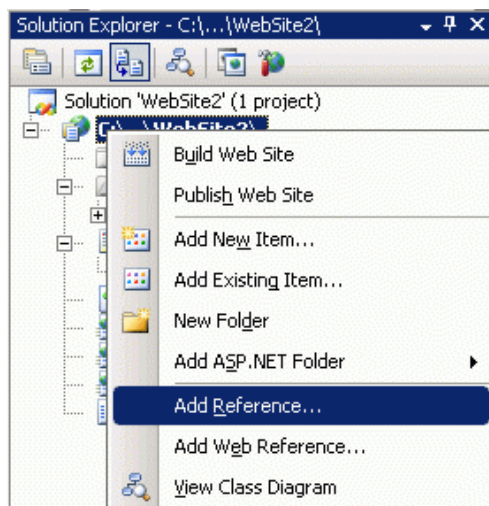 Solution Explorer - C:\...\WebSite2\
Solution 'WebSite2' (1 project)
C:\...\WebSite2\
Build Web Site
Publish Web Site
Add New Item...
Add Existing Item...
New Folder
Add ASP.NET Folder
Add Reference...
Add Web Reference...
View Class Diagram